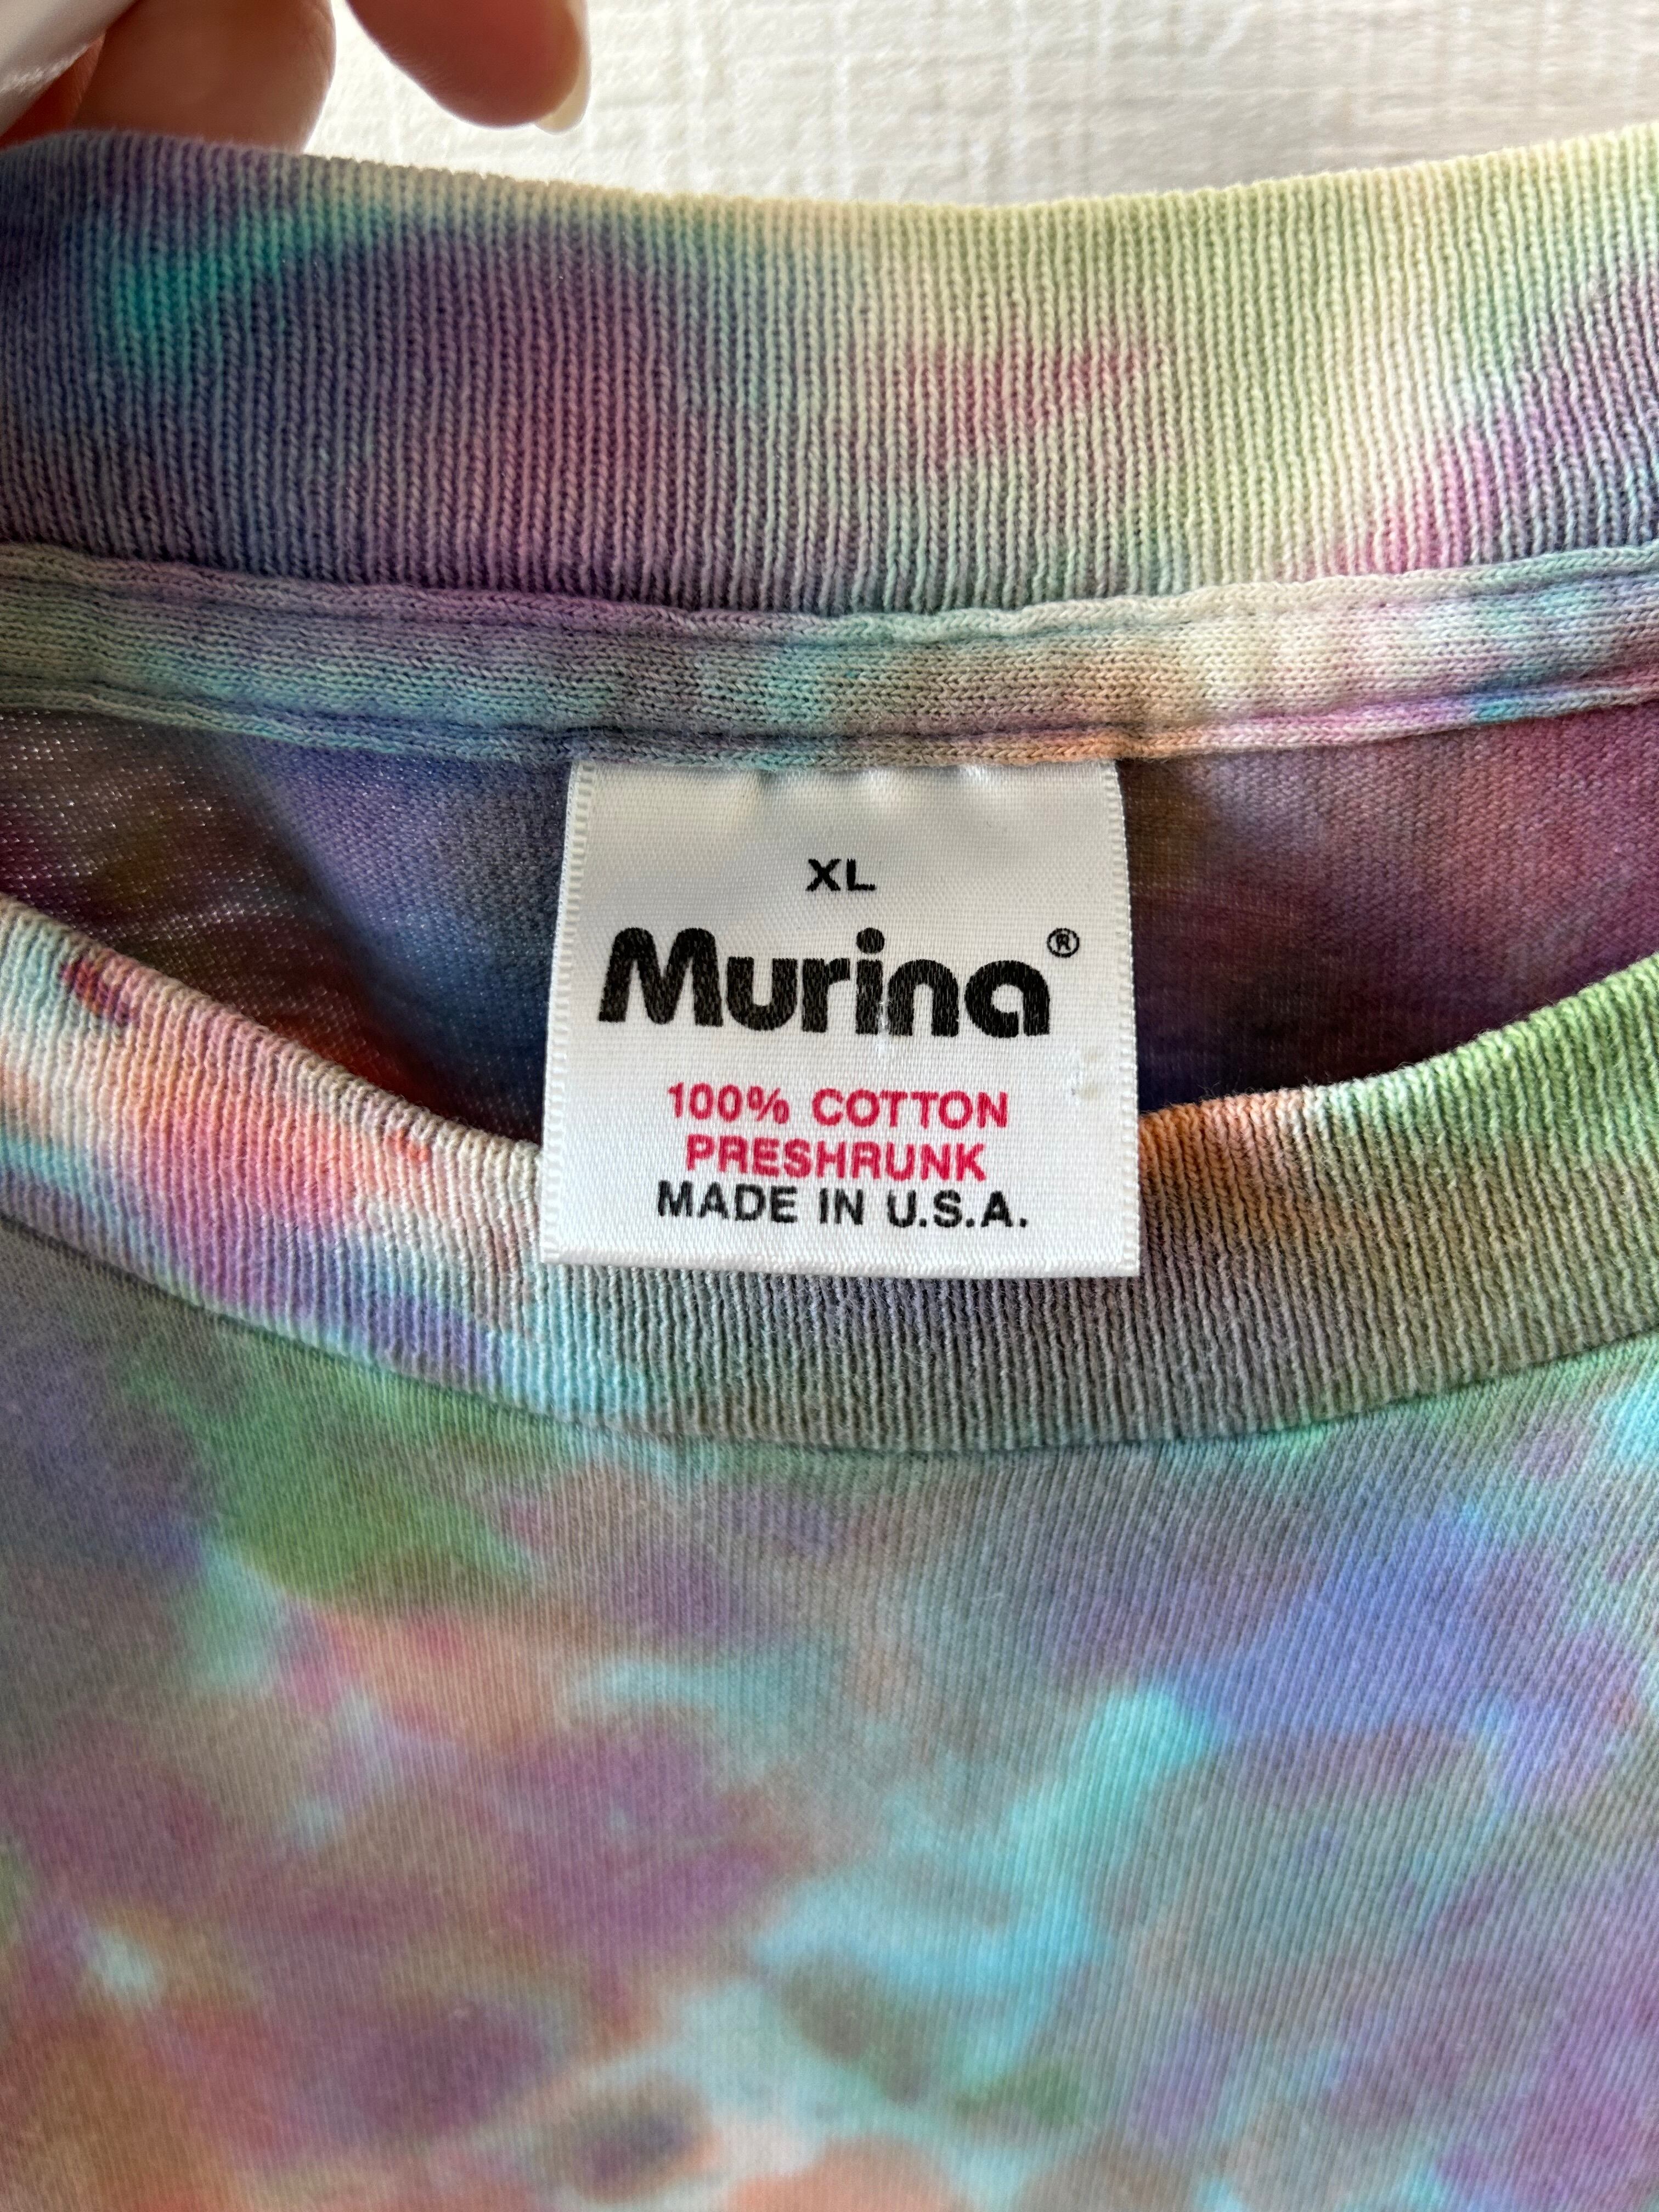 XL
Murina®
100% COTTON
PRESHRUNK
MADE IN U.S.A.